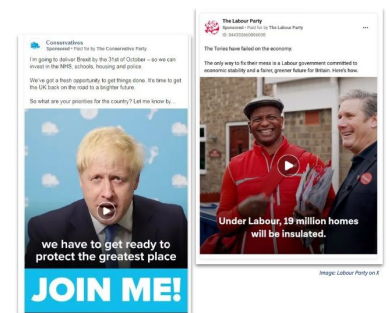 Conservatives
Sponsored • Paid for by The Conservative Party
I'm going to deliver Brexit by the 31st of October – so we can
invest in the NHS, schools, housing and police.
We've got a fresh opportunity to get things done. It's time to get
the UK back on the road to a brighter future.
So what are your priorities for the country? Let me know by...
we have to get ready to
protect the greatest place
JOIN ME!
The Labour Party
Sponsored • Paid for by The Labour Party
The Tories have failed on the economy.
The only way to fix their mess is a Labour government committed to
economic stability and a fairer, greener future for Britain. Here's how.
Under Labour, 19 million homes
will be insulated.
Image: Labour Party on X